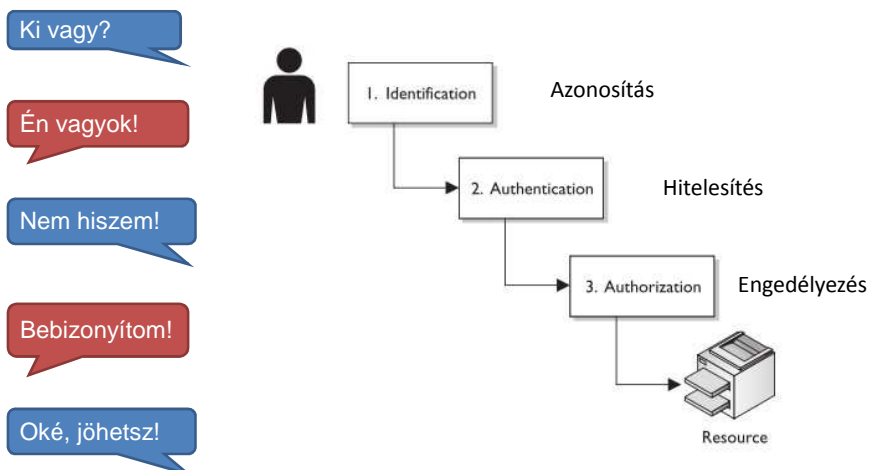 Ki vagy?
Én vagyok!
Nem hiszem!
Bebizonyítom!
Oké, jöhetsz!
1. Identification
Azonosítás
2. Authentication
Hitelesítés
3. Authorization
Engedélyezés
Resource